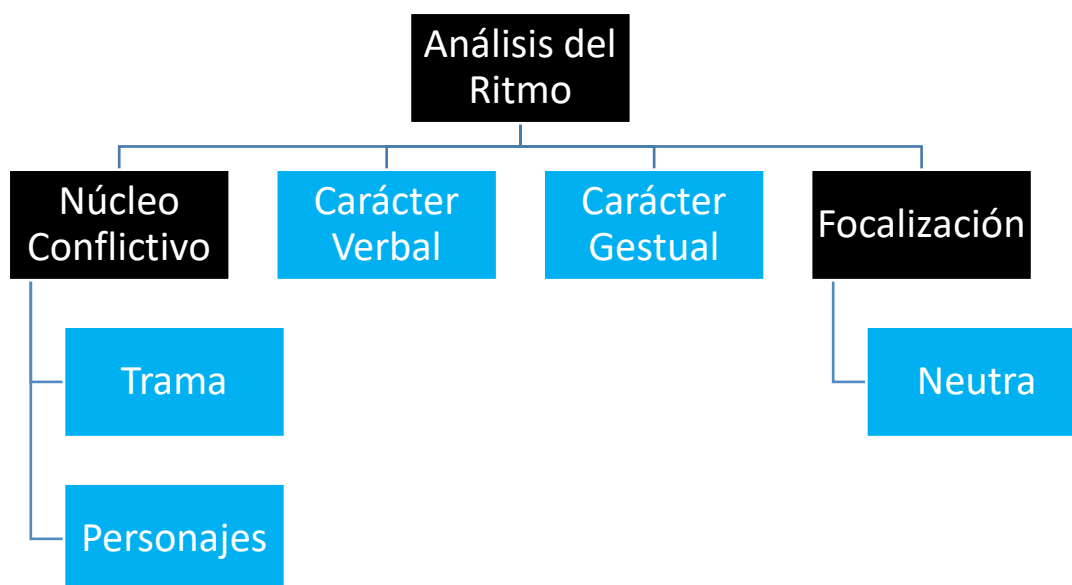 Análisis del
Ritmo
Núcleo
Conflictivo
Carácter
Verbal
Carácter
Gestual
Focalización
Trama
Neutra
Personajes